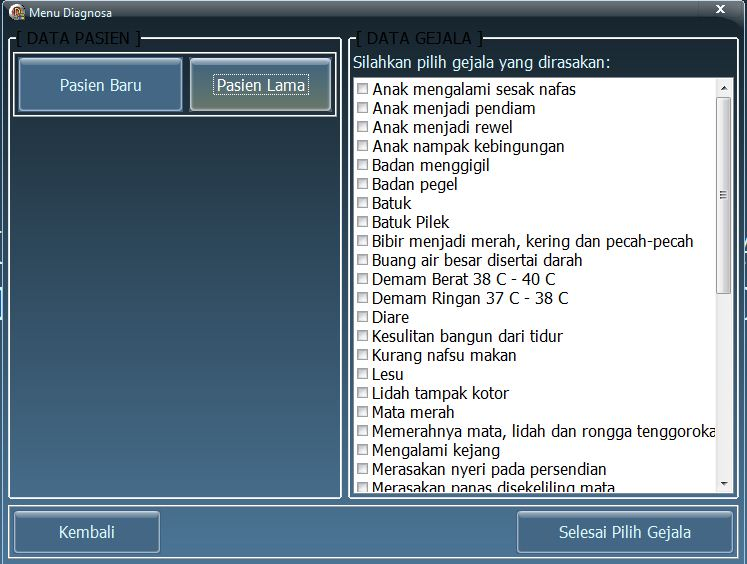 Menu Diagnosa
[ DATA PASIEN ]
Pasien Baru
Pasien Lama
[ DATA GEJALA ]
Silahkan pilih gejala yang dirasakan:
Anak mengalami sesak nafas
Anak menjadi pendiam
Anak menjadi rewel
Anak nampak kebingungan
Badan menggigil
Badan pegel
Batuk
Batuk Pilek
Bibir menjadi merah, kering dan pecah-pecah
Buang air besar disertai darah
Demam Berat 38 C - 40 C
Demam Ringan 37 C - 38 C
Diare
Kesulitan bangun dari tidur
Kurang nafsu makan
Lesu
Lidah tampak kotor
Mata merah
Memerahnya mata, lidah dan rongga tenggoroka
Mengalami kejang
Merasakan nyeri pada persendian
Merasakan panas disekeliling mata
Kembali
Selesai Pilih Gejala